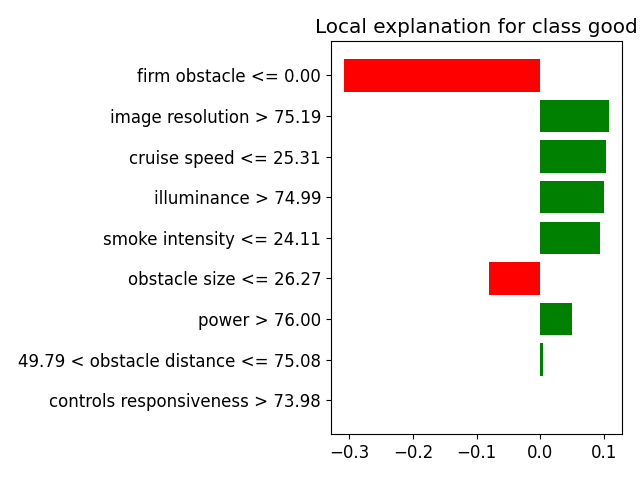 Local explanation for class good
firm obstacle <= 0.00
image resolution > 75.19
cruise speed <= 25.31
illuminance > 74.99
smoke intensity <= 24.11
obstacle size <= 26.27
power > 76.00
49.79 < obstacle distance <= 75.08
controls responsiveness > 73.98
−0.3 −0.2 −0.1 0.0 0.1